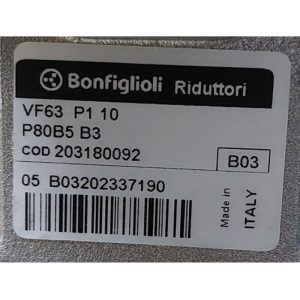 Bonfiglioli Riduttori
VF63 P1 10
P80B5 B3
COD 203180092
B03
05 B03202337190
Made in
ITALY